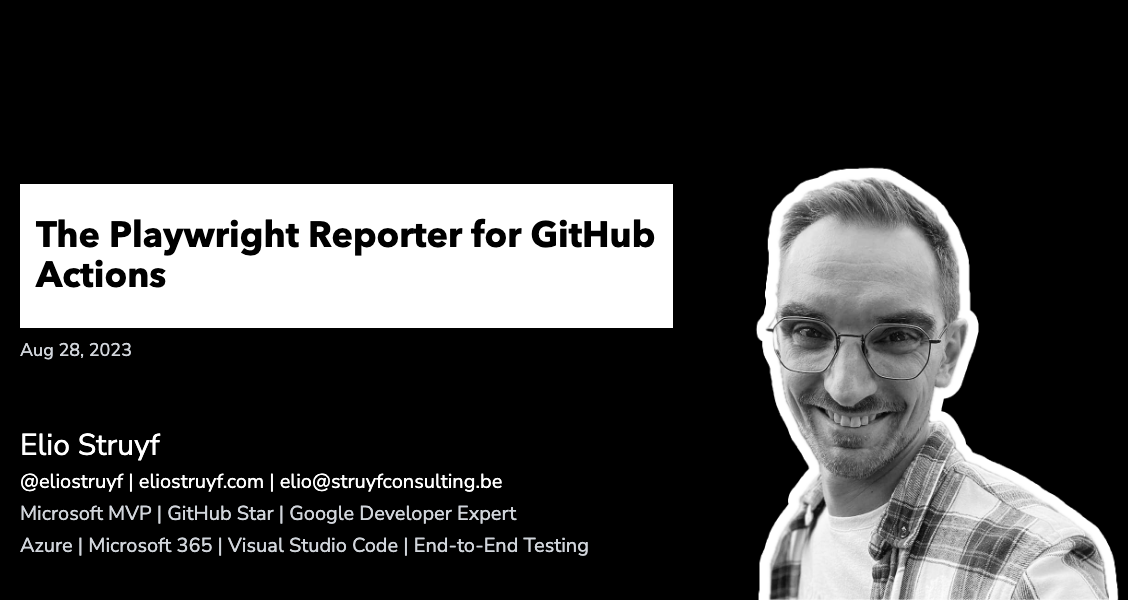 The Playwright Reporter for GitHub
Actions
Aug 28, 2023
Elio Struyf
@eliostruyf | eliostruyf.com | elio@struyfconsulting.be
Microsoft MVP | GitHub Star | Google Developer Expert
Azure | Microsoft 365 | Visual Studio Code | End-to-End Testing